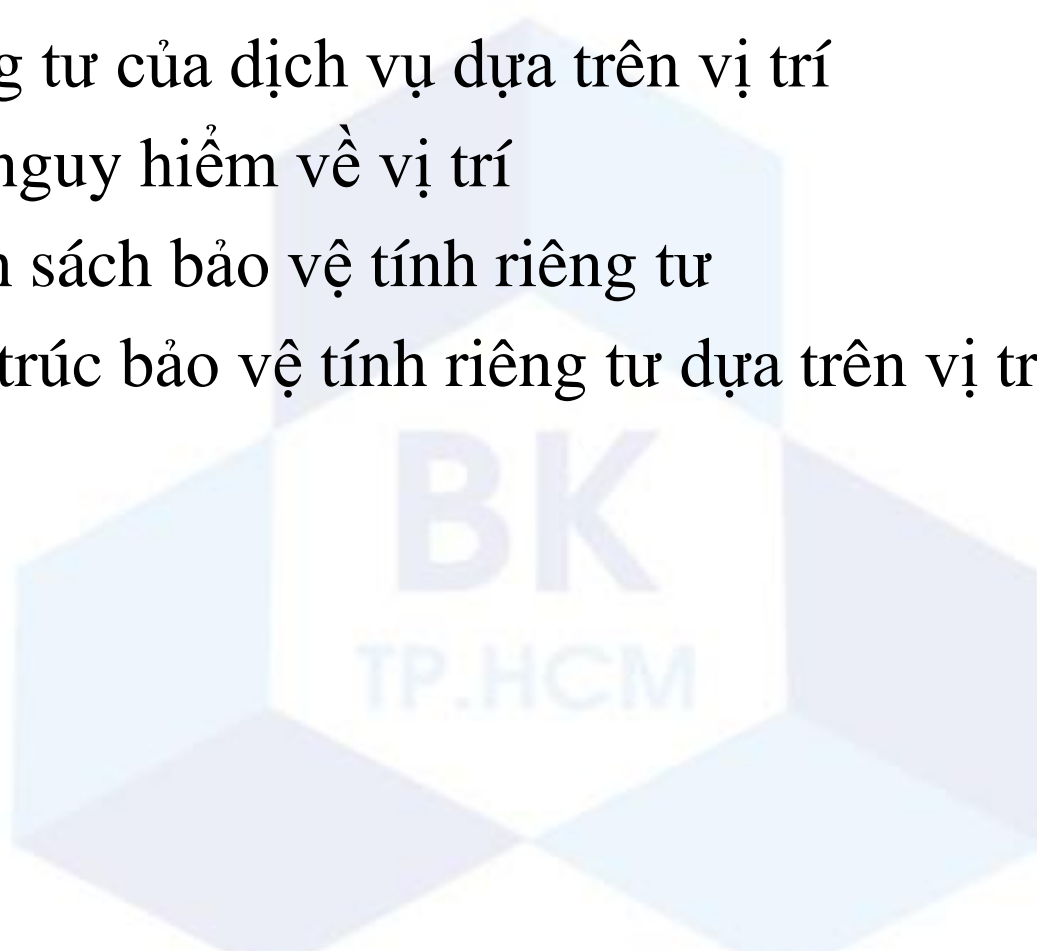 g tư của dịch vụ dựa trên vị trí
nguy hiểm về vị trí
sách bảo vệ tính riêng tư
trúc bảo vệ tính riêng tư dựa trên vị tr
BK
TP.HCM